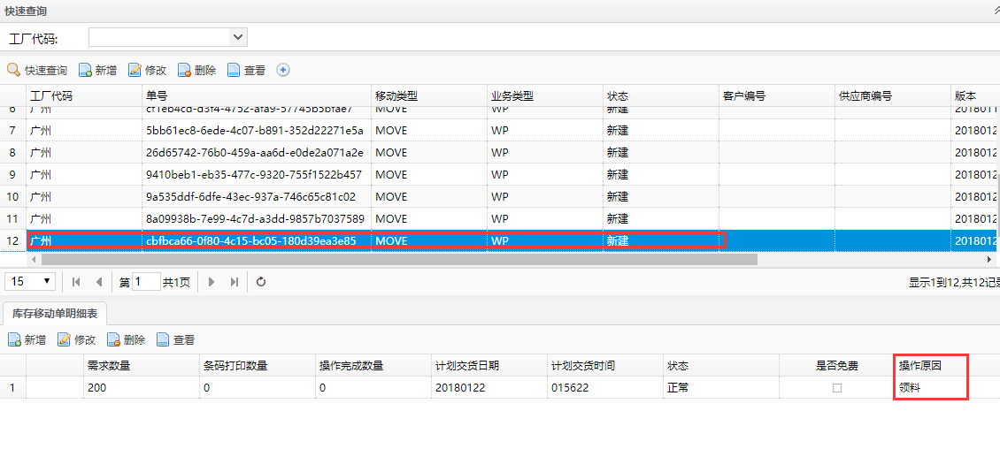 快速查询
工厂代码:
快速查询 新增 修改 删除 查看
工厂代码 单号 移动类型 业务类型 状态 客户编号 供应商编号 版本
6 广州 cf1eb4cd-d3f4-4752-afa9-57745b5bfae7 MOVE WP 新建 2018011
7 广州 5bb61ec8-6ede-4c07-b891-352d22271e5a MOVE WP 新建 2018012
8 广州 26d65742-76b0-459a-aa6d-e0de2a071a2e MOVE WP 新建 2018012
9 广州 9410beb1-eb35-477c-9320-755f1522b457 MOVE WP 新建 2018012
10 广州 9a535ddf-6dfe-43ec-937a-746c65c81c02 MOVE WP 新建 2018012
11 广州 8a09938b-7e99-4c7d-a3dd-9857b7037589 MOVE WP 新建 2018012
12 广州 cbfbca66-0f80-4c15-bc05-180d39ea3e85 MOVE WP 新建 2018012
15 第 1 共1页 显示1到12,共12记录
库存移动单明细表
新增 修改 删除 查看
需求数量 条码打印数量 操作完成数量 计划交货日期 计划交货时间 状态 是否免费 操作原因
1 200 0 0 20180122 015622 正常 领料